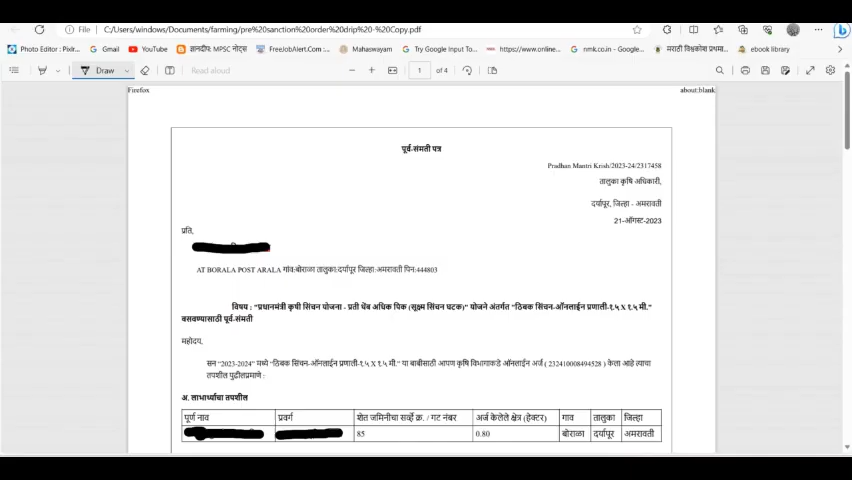 File
C:/Users/windows/Documents/farming/pre%20sanction%20order%20drip%20-%20Copy.pdf
Photo Editor : Pixlr...
Gmail
YouTube
ज्ञानदीप: MPSC नोट्स
FreeJobAlert.Com:...
Mahaswayam
Try Google Input To...
https://www.online...
nmk.co.in - Google...
मराठी विश्वकोश प्रथमा...
ebook library
Draw
Read aloud
1 of 4
Firefox
about:blank
पूर्व-संमती पत्र
Pradhan Mantri Krish/2023-24/2317458
तालुका कृषि अधिकारी,
दर्यापूर, जिल्हा - अमरावती
21-ऑगस्ट-2023
प्रति,
AT BORALA POST ARALA गांव:बोराळा तालुका:दर्यापूर जिल्हा:अमरावती पिन:444803
विषय : "प्रधानमंत्री कृषी सिंचन योजना - प्रती थेंब अधिक पिक (सूक्ष्म सिंचन घटक)" योजने अंतर्गत "ठिबक सिंचन-ऑनलाईन प्रणाली-१.५ X १.५ मी."
बसवण्यासाठी पूर्व-संमती
महोदय,
सन "2023-2024" मध्ये "ठिबक सिंचन-ऑनलाईन प्रणाली-१.५ X १.५ मी." या बाबीसाठी आपण कृषि विभागाकडे ऑनलाईन अर्ज ( 232410008494528 ) केला आहे त्याचा
तपशील पुढीलप्रमाणे :
अ. लाभार्थ्याचा तपशील
पूर्ण नाव प्रवर्ग शेत जमिनीचा सर्व्हे क्र. / गट नंबर अर्ज केलेले क्षेत्र (हेक्टर) गाव तालुका जिल्हा
85 0.80 बोराळा दर्यापूर अमरावती